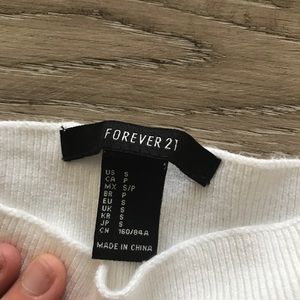 FOREVER 21
US S
CA P
MX S/P
BR P
EU S
UK S
KR S
JP S
CN 160/84A
MADE IN CHINA